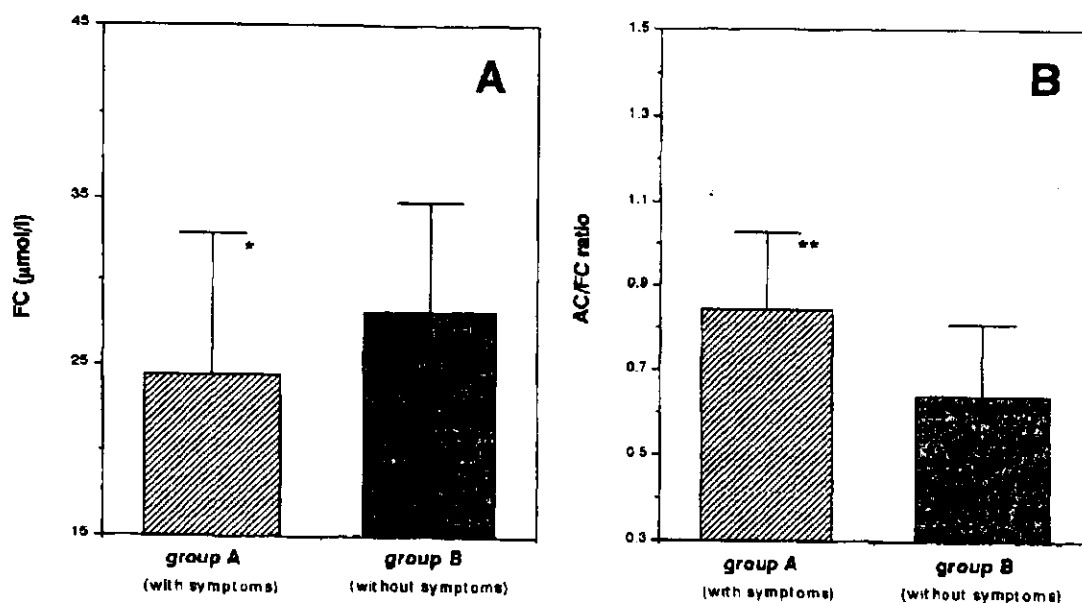 A
45
35
25
15
FC (μmol/l)
*
group A
(with symptoms)
group B
(without symptoms)
B
1.5
1.3
1.1
0.9
0.7
0.5
0.3
AC/FC ratio
**
group A
(with symptoms)
group B
(without symptoms)